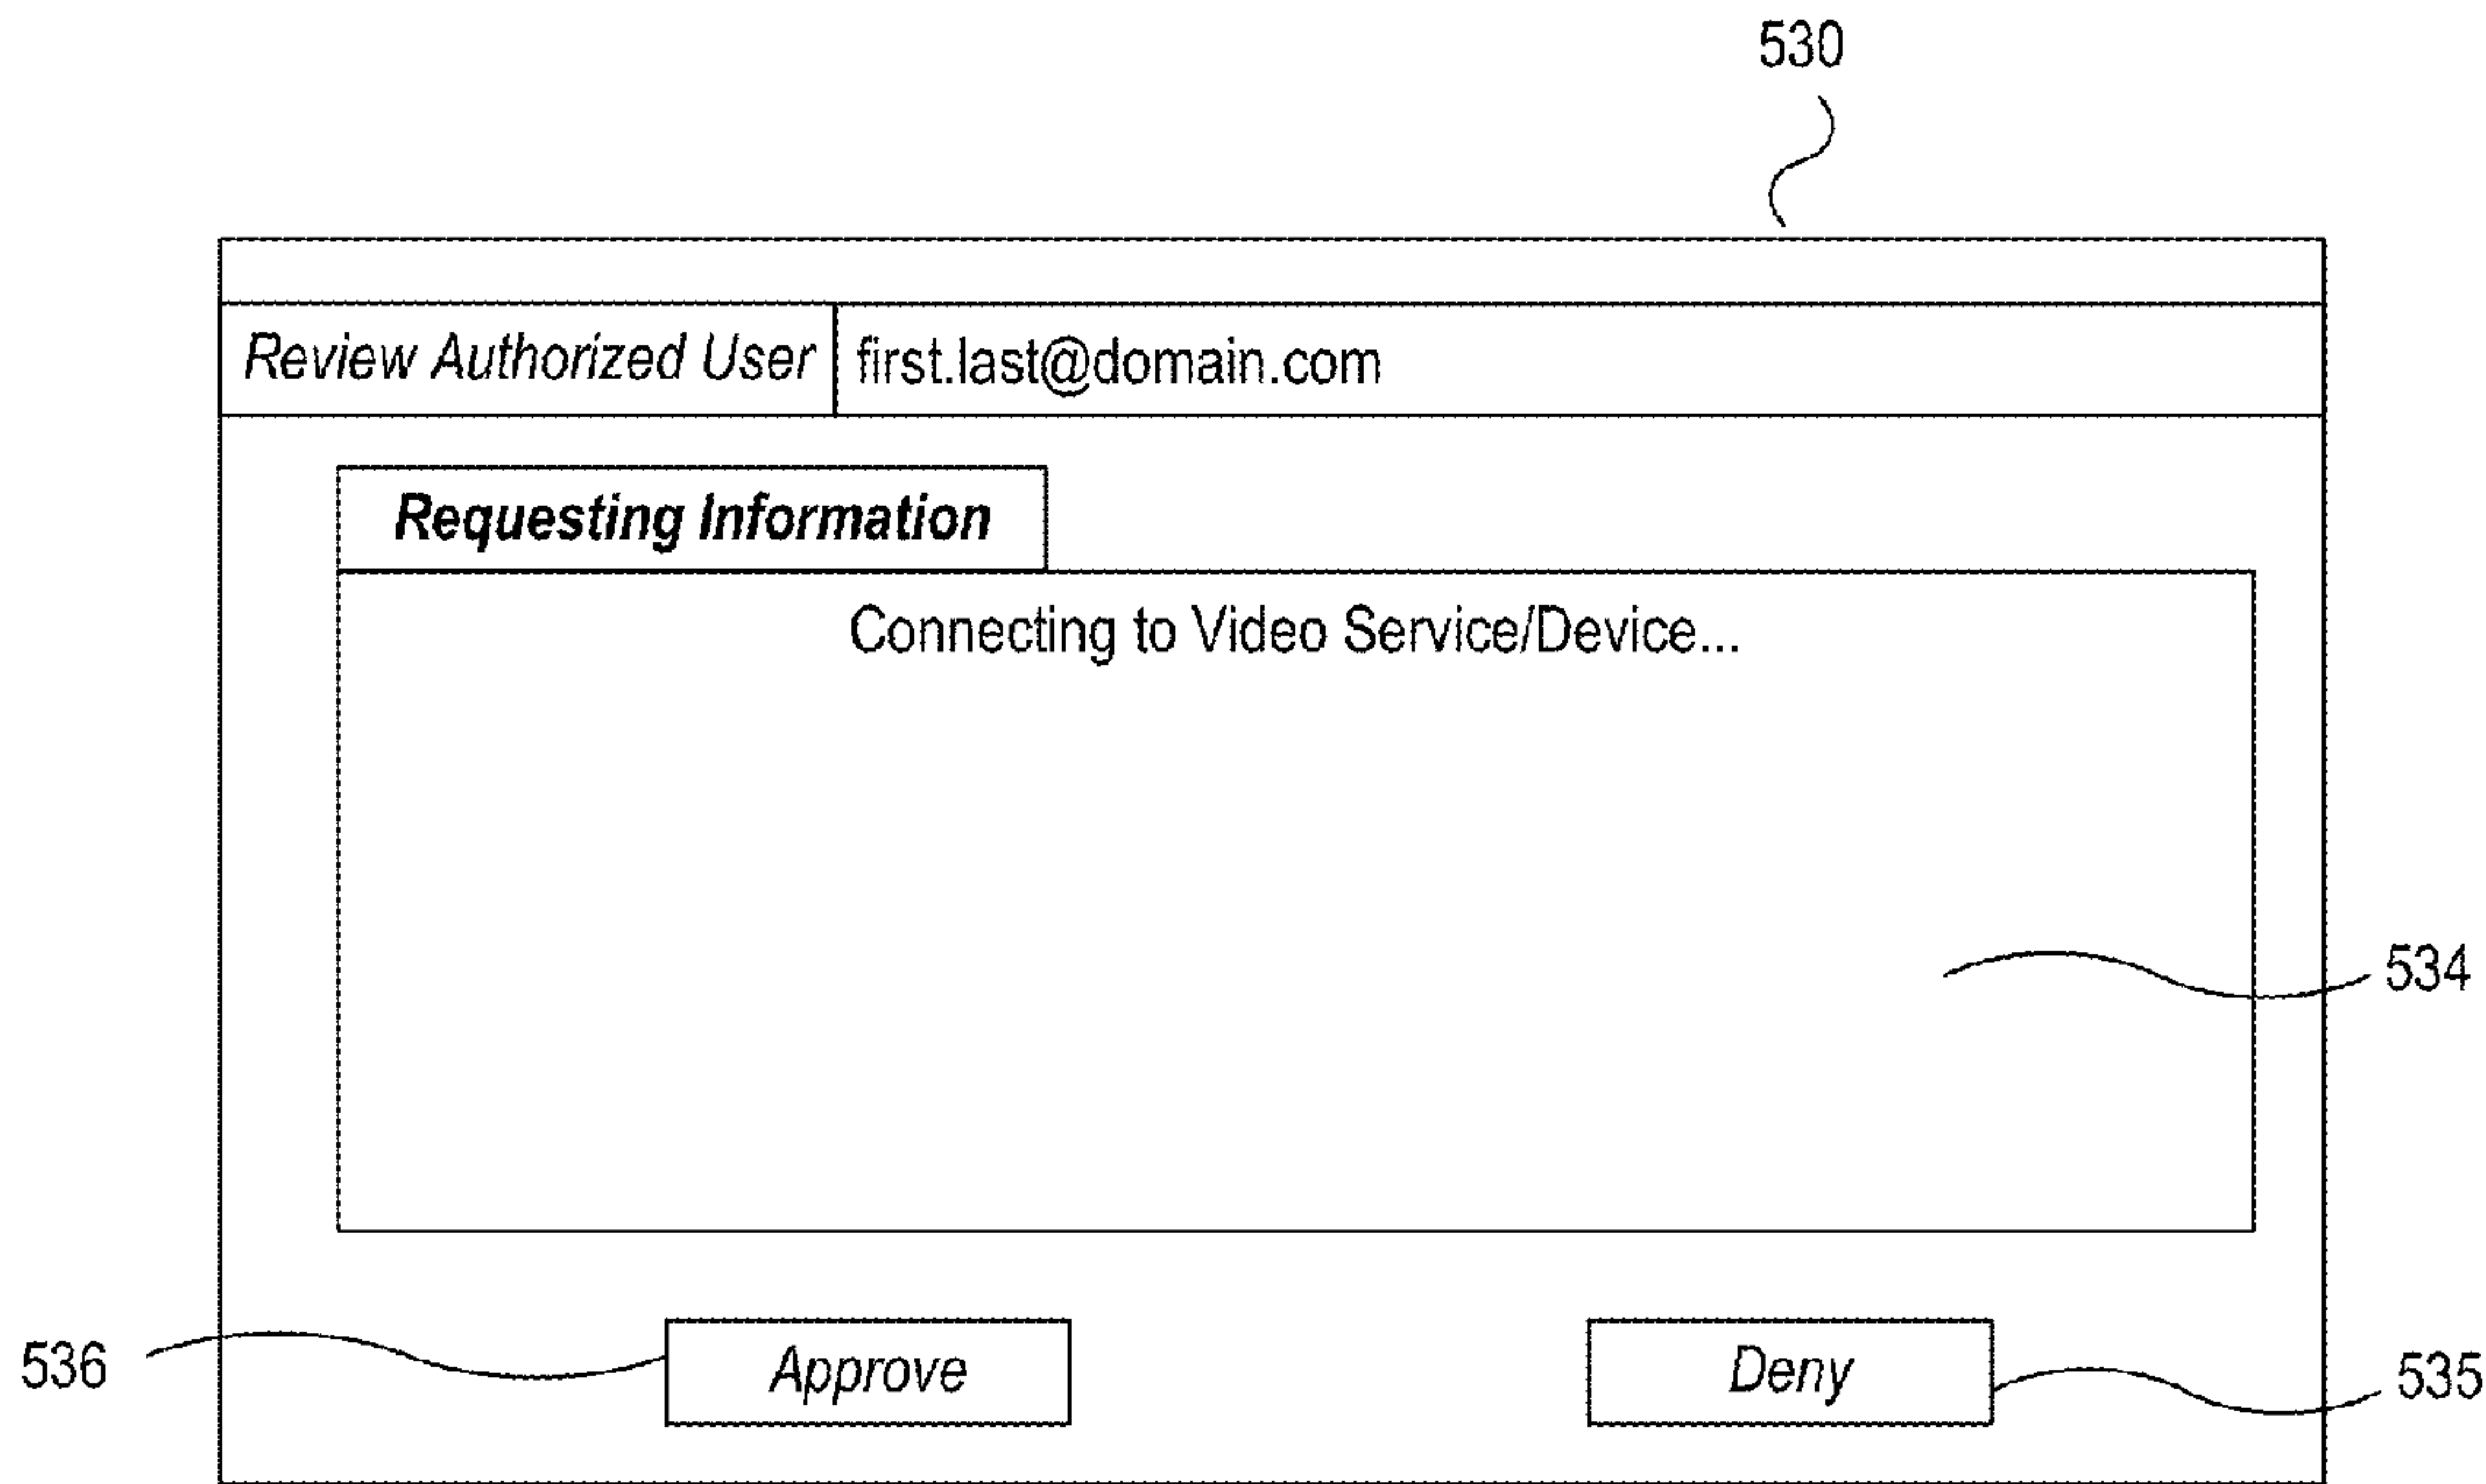 530
Review Authorized User first.last@domain.com
Requesting Information
Connecting to Video Service/Device...
534
536 Approve Deny 535